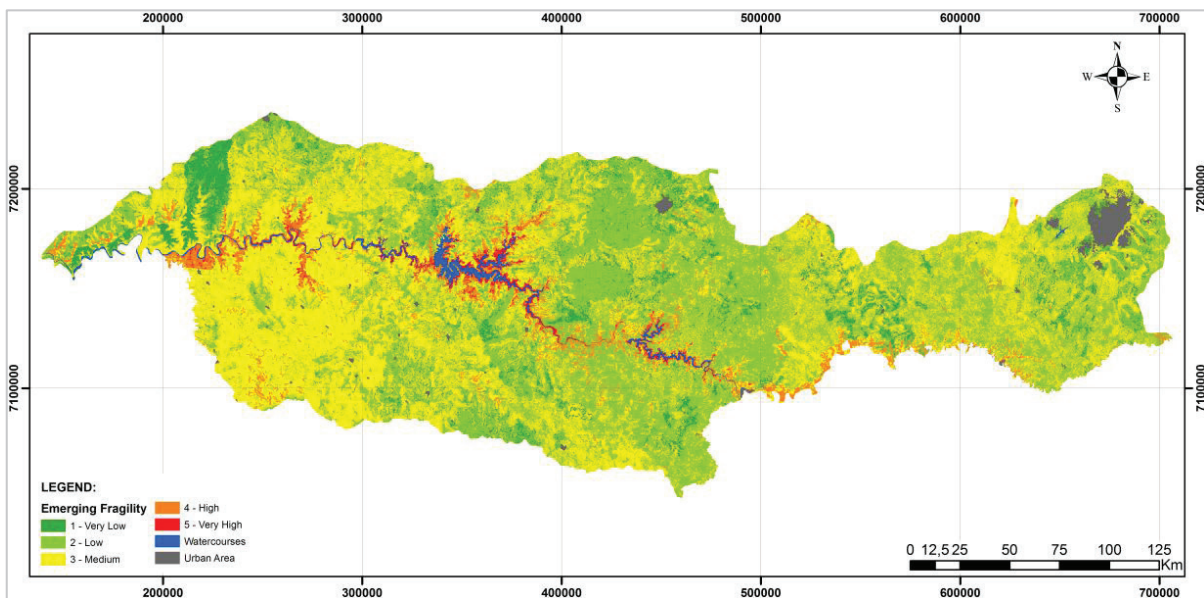 200000 300000 400000 500000 600000 700000
N
W E
S
7200000 7200000
7100000 7100000
LEGEND:
Emerging Fragility
1 - Very Low
2 - Low
3 - Medium
4 - High
5 - Very High
Watercourses
Urban Area
0 12,5 25 50 75 100 125
Km
200000 300000 400000 500000 600000 700000